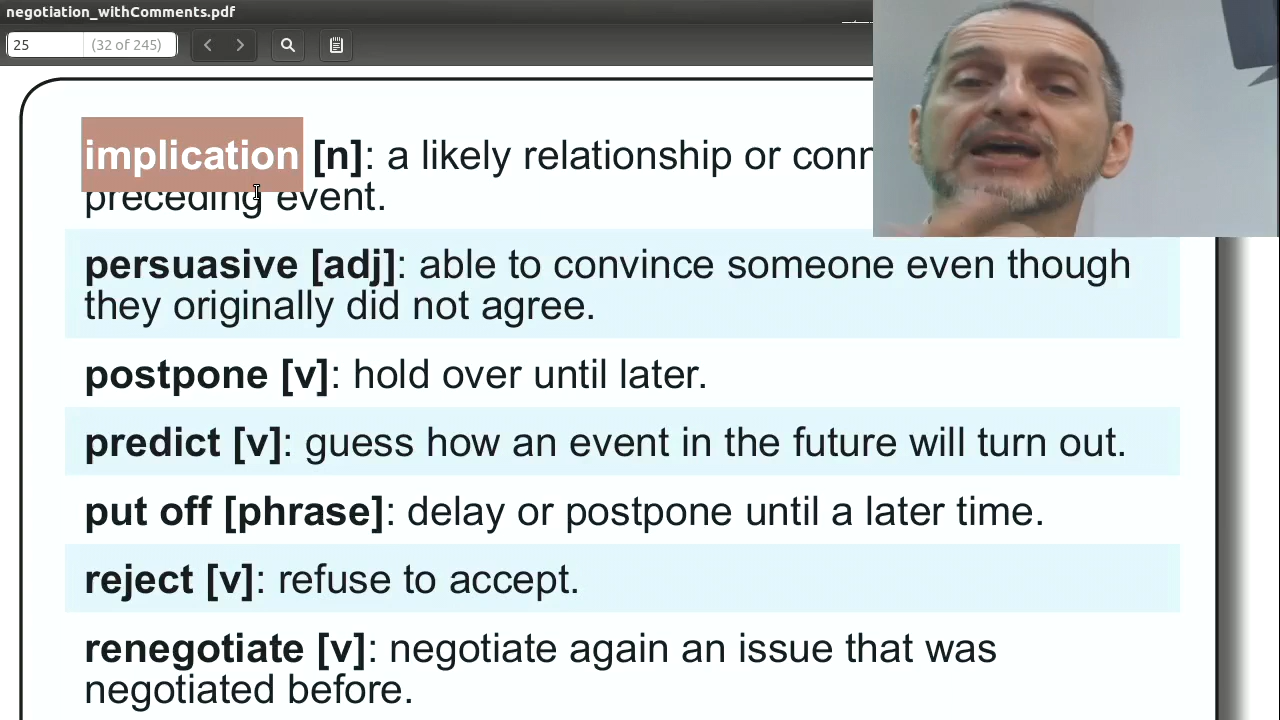 negotiation_withComments.pdf
25 (32 of 245)
implication [n]: a likely relationship or conn
preceding event.
persuasive [adj]: able to convince someone even though
they originally did not agree.
postpone [v]: hold over until later.
predict [v]: guess how an event in the future will turn out.
put off [phrase]: delay or postpone until a later time.
reject [v]: refuse to accept.
renegotiate [v]: negotiate again an issue that was
negotiated before.